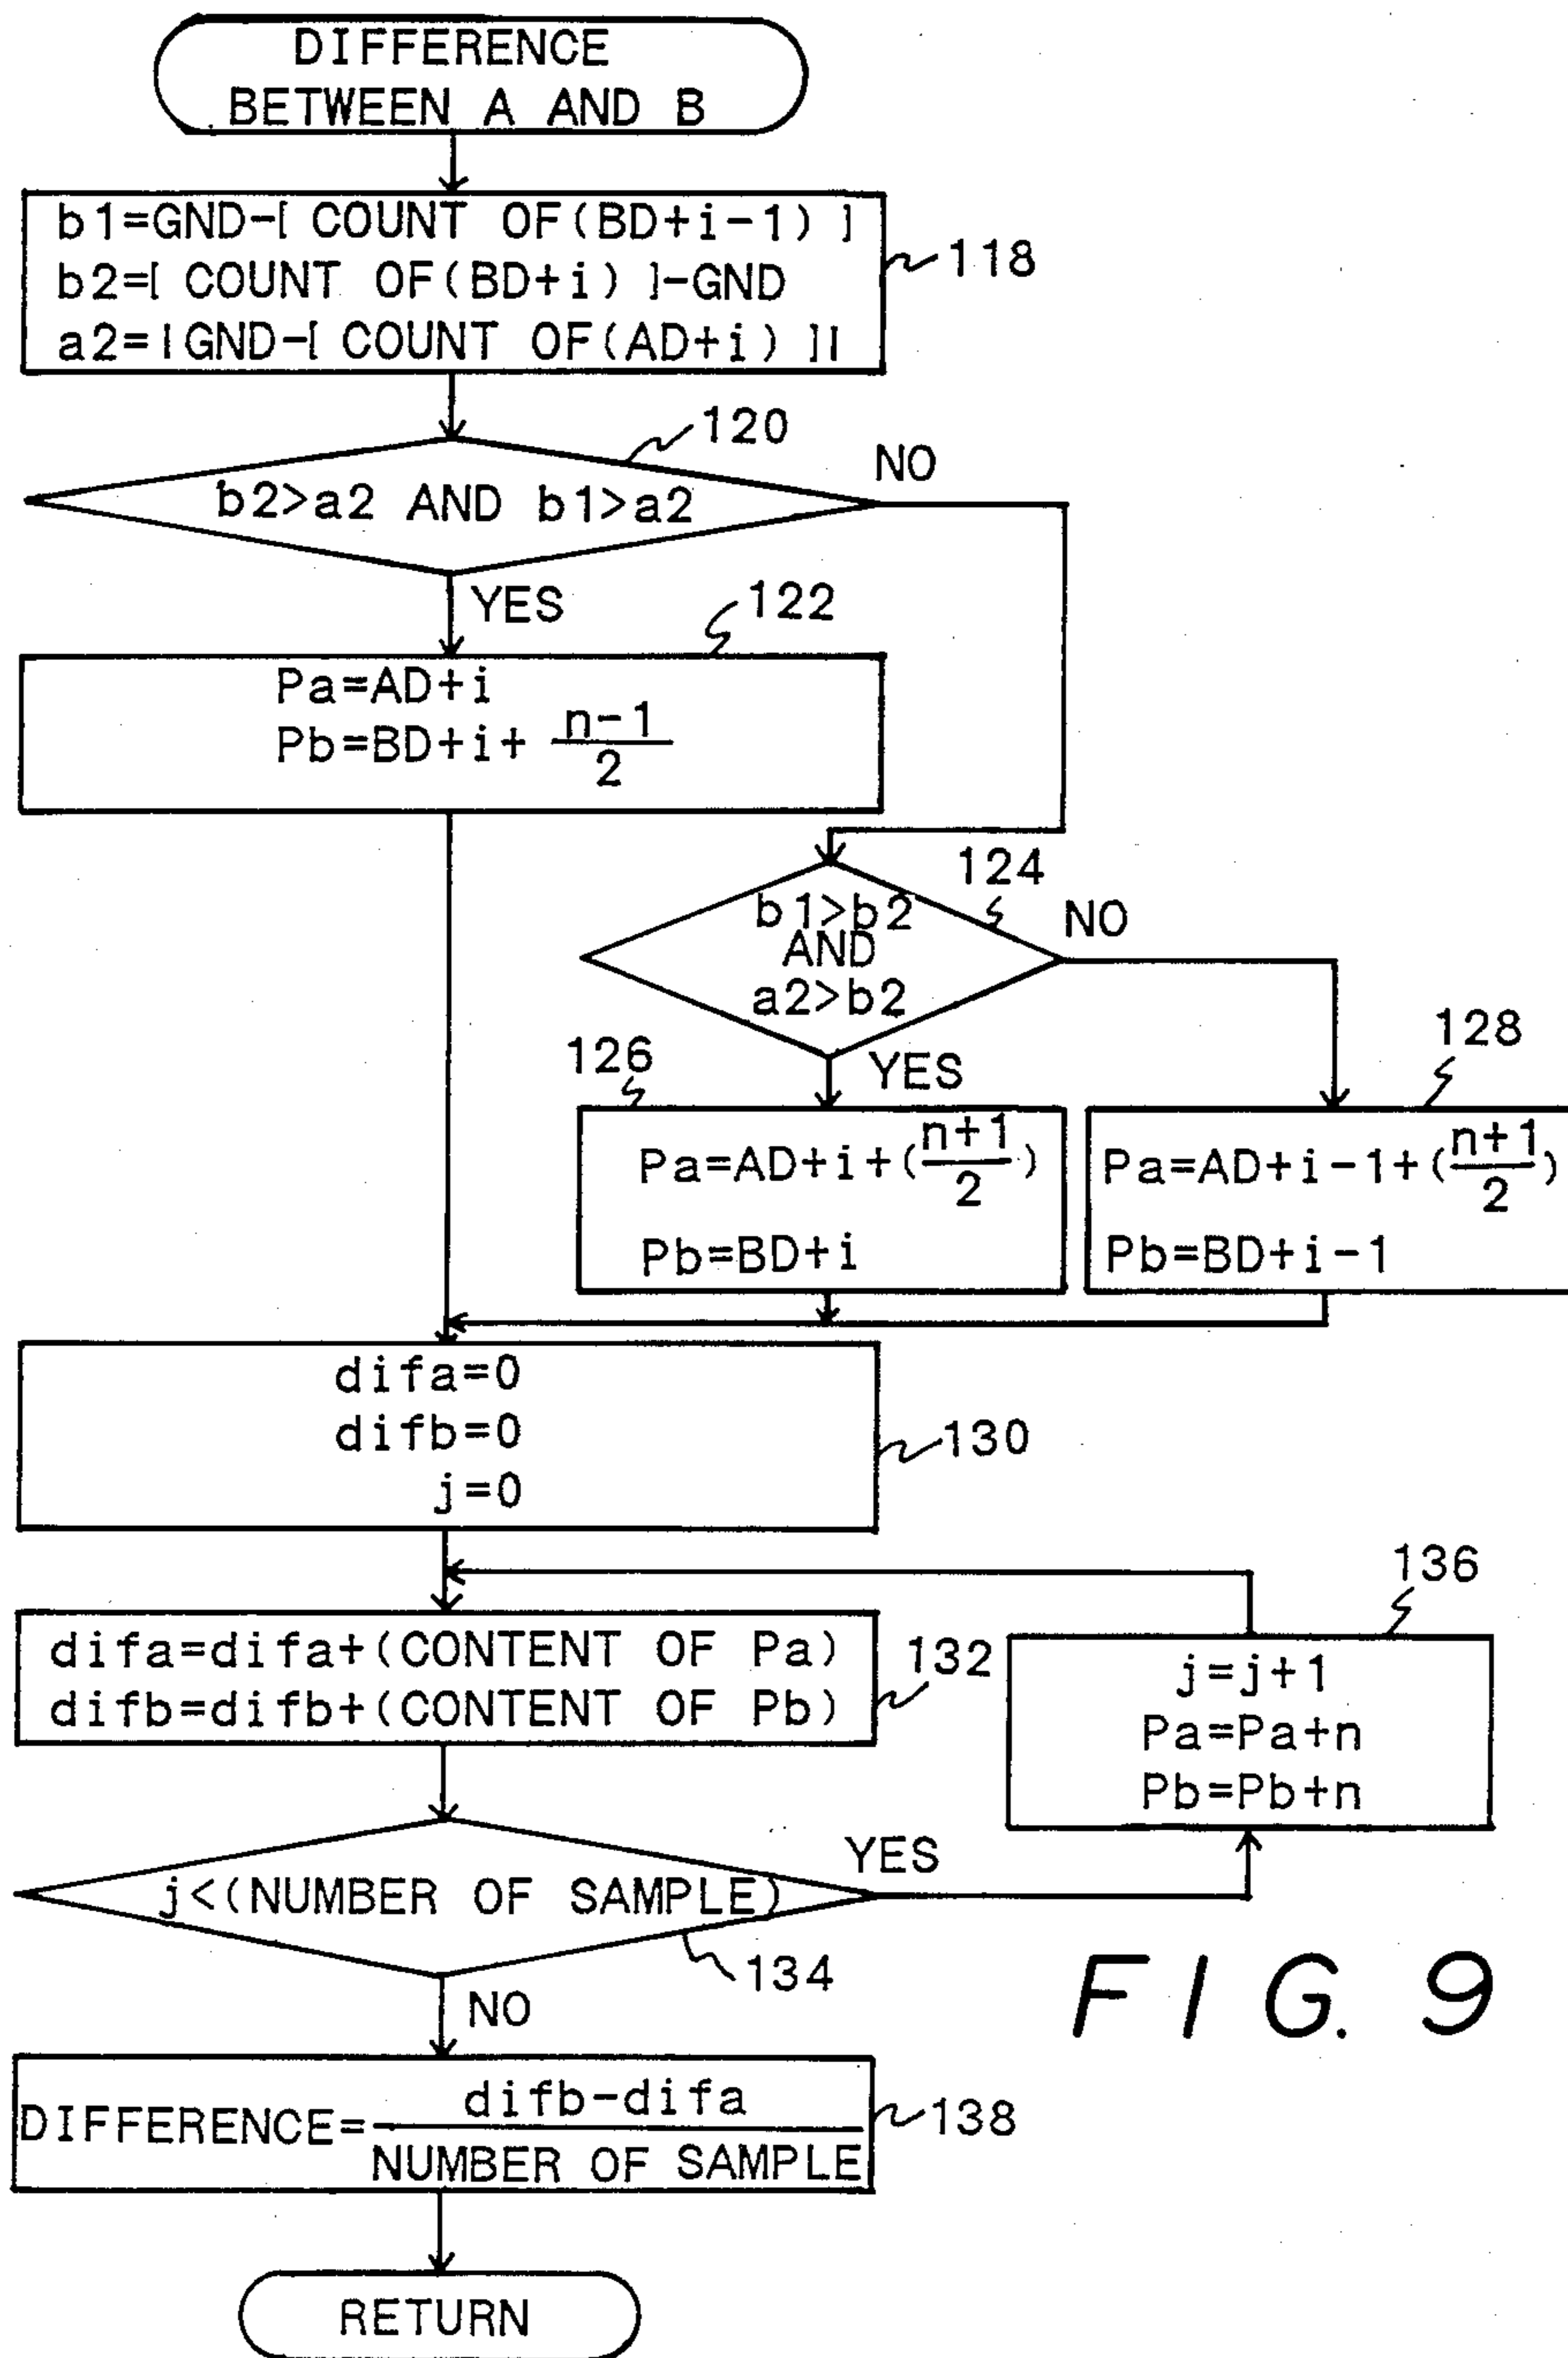 DIFFERENCE
BETWEEN A AND B
b1=GND-[ COUNT OF(BD+i-1) ]
b2=[ COUNT OF(BD+i) ]-GND
a2=|GND-[ COUNT OF(AD+i) ]|
118
120
b2>a2 AND b1>a2
NO
YES
122
Pa=AD+i
Pb=BD+i+ n-1
2
124
b1>b2
AND
a2>b2
NO
YES
126
128
Pa=AD+i+(n+1
2)
Pb=BD+i
Pa=AD+i-1+(n+1
2)
Pb=BD+i-1
difa=0
difb=0
j=0
130
136
difa=difa+(CONTENT OF Pa)
difb=difb+(CONTENT OF Pb)
132
j=j+1
Pa=Pa+n
Pb=Pb+n
YES
j<(NUMBER OF SAMPLE)
134
NO
FIG. 9
DIFFERENCE= difb-difa
NUMBER OF SAMPLE
138
RETURN